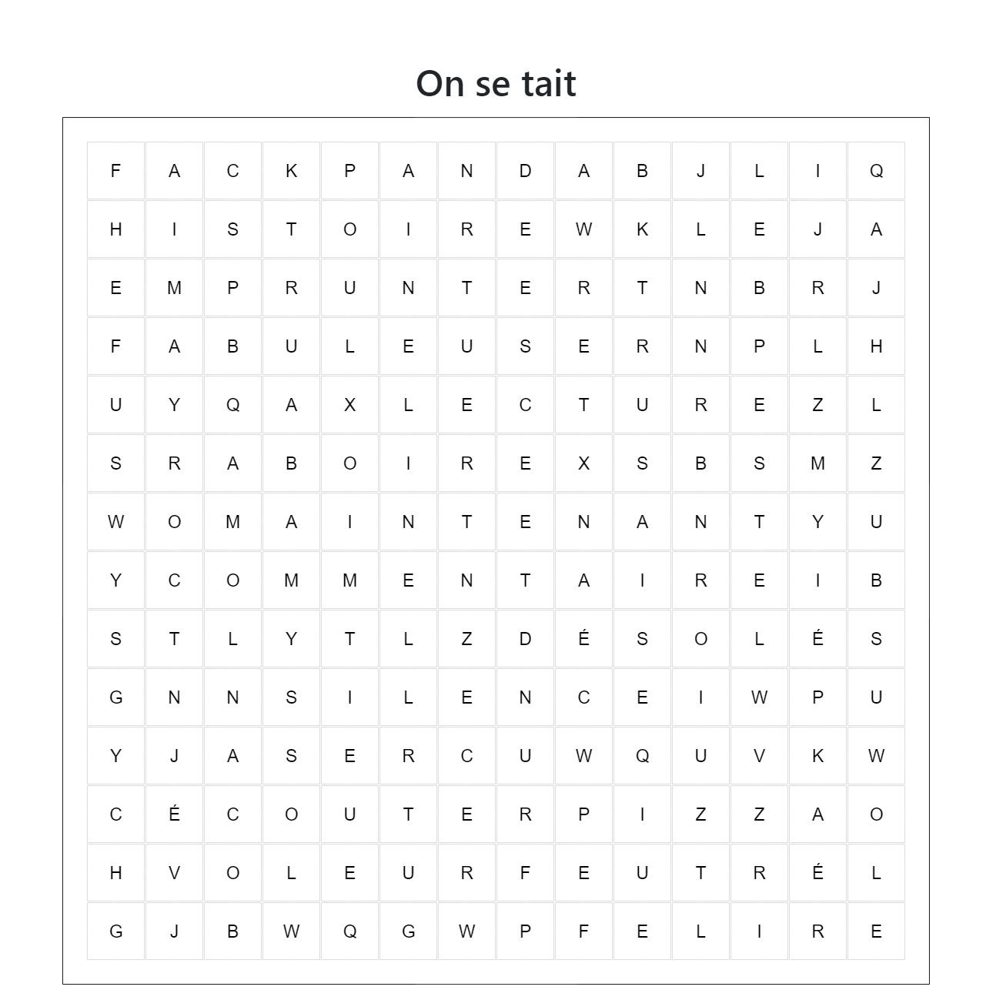 On se tait
F A C K P A N D A B J L I Q
H I S T O I R E W K L E J A
E M P R U N T E R T N B R J
F A B U L E U S E R N P L H
U Y Q A X L E C T U R E Z L
S R A B O I R E X S B S M Z
W O M A I N T E N A N T Y U
Y C O M M E N T A I R E I B
S T L Y T L Z D É S O L É S
G N N S I L E N C E I W P U
Y J A S E R C U W Q U V K W
C É C O U T E R P I Z Z A O
H V O L E U R F E U T R É L
G J B W Q G W P F E L I R E